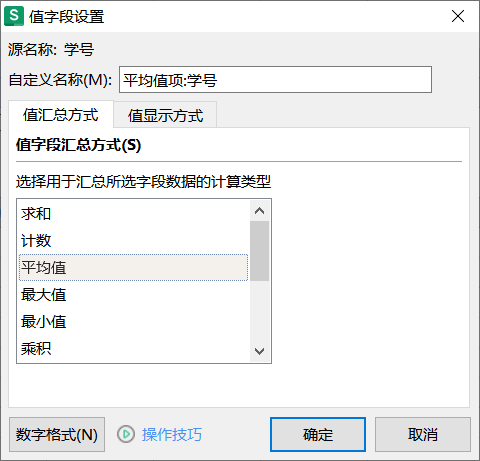 S 值字段设置
源名称: 学号
自定义名称(M): 平均值项:学号
值汇总方式 值显示方式
值字段汇总方式(S)
选择用于汇总所选字段数据的计算类型
求和
计数
平均值
最大值
最小值
乘积
数字格式(N) 操作技巧 确定 取消